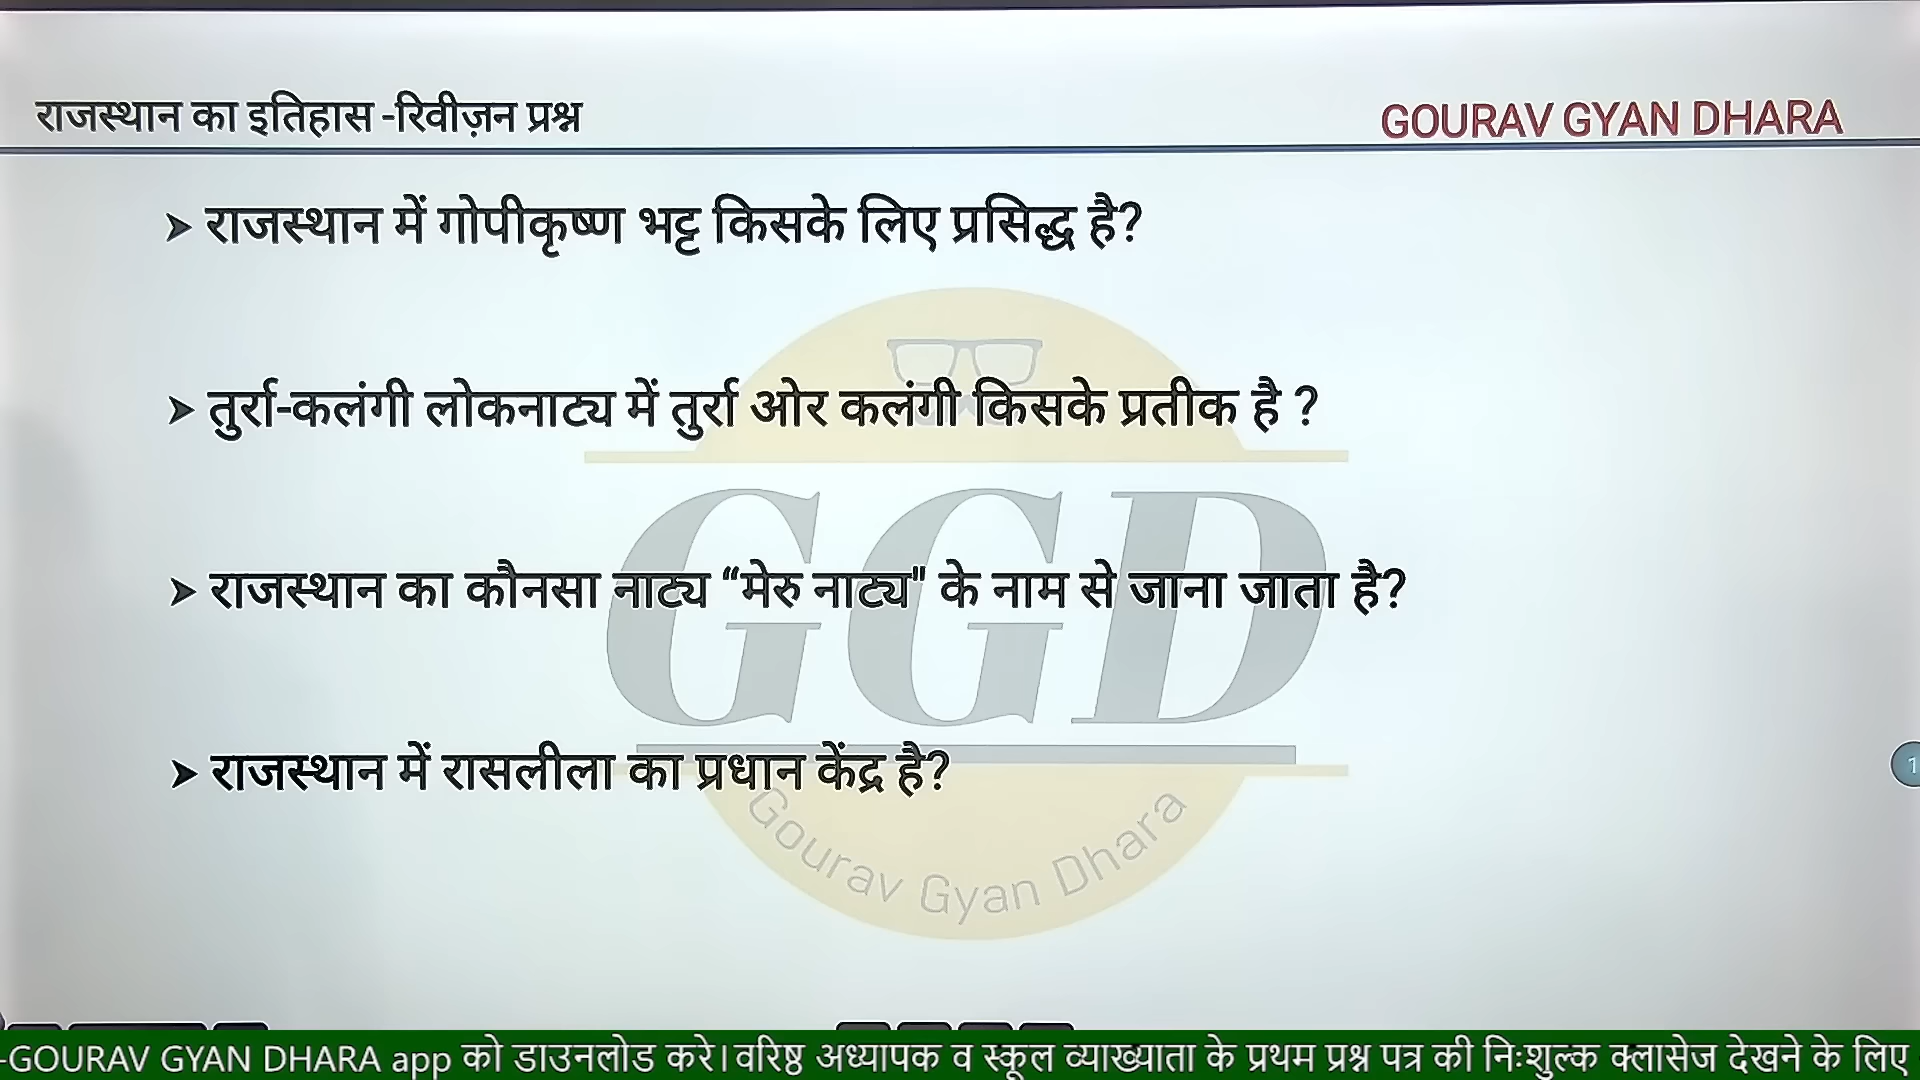 राजस्थान का इतिहास -रिवीज़न प्रश्न
GOURAV GYAN DHARA
➤ राजस्थान में गोपीकृष्ण भट्ट किसके लिए प्रसिद्ध है?
➤ तुर्रा-कलंगी लोकनाट्य में तुर्रा ओर कलंगी किसके प्रतीक है ?
➤ राजस्थान का कौनसा नाट्य “मेरु नाट्य" के नाम से जाना जाता है?
➤ राजस्थान में रासलीला का प्रधान केंद्र है?
GGD
Gourav Gyan Dhara
1
-GOURAV GYAN DHARA app को डाउनलोड करे। वरिष्ठ अध्यापक व स्कूल व्याख्याता के प्रथम प्रश्न पत्र की निःशुल्क क्लासेज देखने के लिए